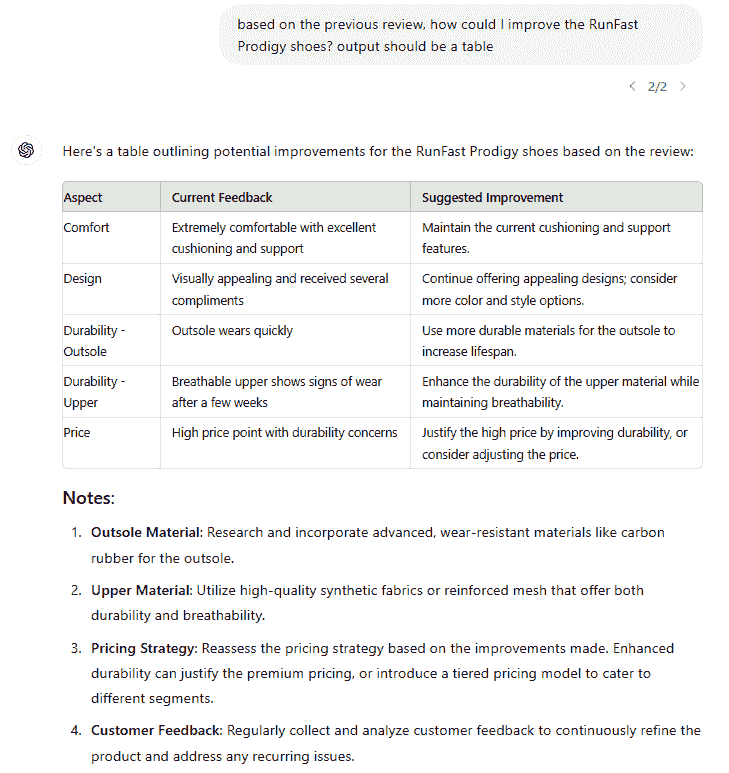 based on the previous review, how could I improve the RunFast
Prodigy shoes? output should be a table
2/2
Here's a table outlining potential improvements for the RunFast Prodigy shoes based on the review:
Aspect Current Feedback Suggested Improvement
Comfort Extremely comfortable with excellent Maintain the current cushioning and support
cushioning and support features.
Design Visually appealing and received several Continue offering appealing designs; consider
compliments more color and style options.
Durability - Outsole wears quickly Use more durable materials for the outsole to
Outsole increase lifespan.
Durability - Breathable upper shows signs of wear Enhance the durability of the upper material while
Upper after a few weeks maintaining breathability.
Price High price point with durability concerns Justify the high price by improving durability, or
consider adjusting the price.
Notes:
1. Outsole Material: Research and incorporate advanced, wear-resistant materials like carbon
rubber for the outsole.
2. Upper Material: Utilize high-quality synthetic fabrics or reinforced mesh that offer both
durability and breathability.
3. Pricing Strategy: Reassess the pricing strategy based on the improvements made. Enhanced
durability can justify the premium pricing, or introduce a tiered pricing model to cater to
different segments.
4. Customer Feedback: Regularly collect and analyze customer feedback to continuously refine the
product and address any recurring issues.